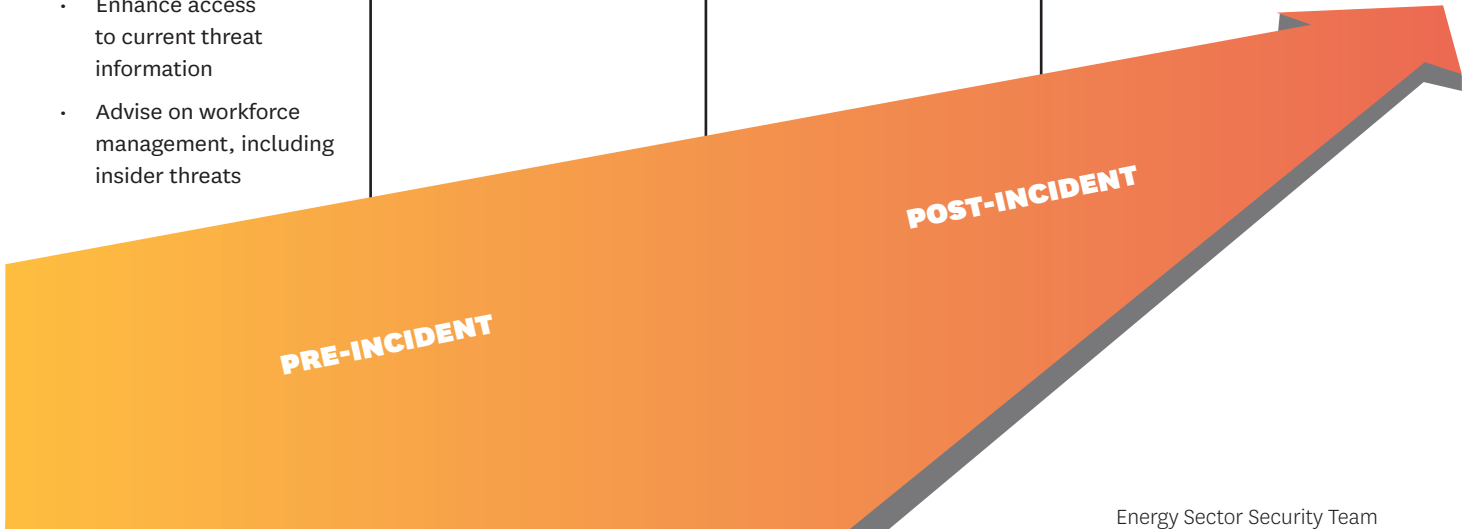 • Enhance access
to current threat
information
• Advise on workforce
management, including
insider threats
POST-INCIDENT
PRE-INCIDENT
Energy Sector Security Team